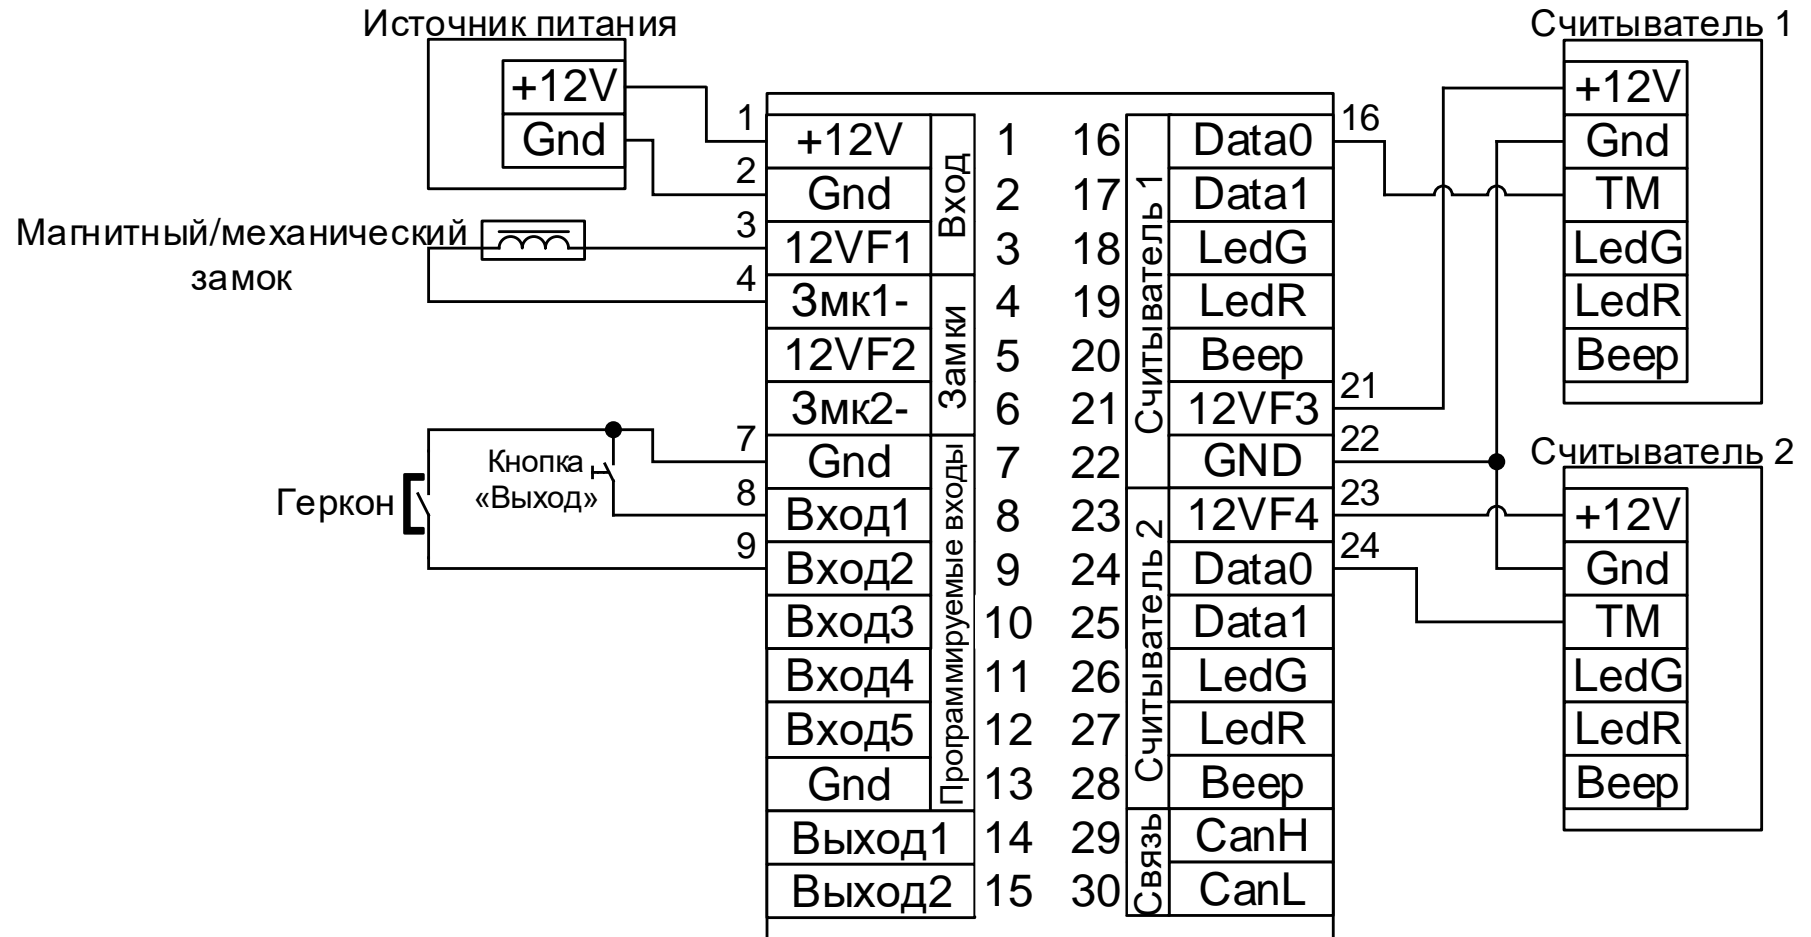 Источник питания
+12V
Gnd
Магнитный/механический
замок
Геркон
Кнопка
«Выход»
1
2
3
4
7
8
9
+12V
Gnd
12VF1
Змк1-
12VF2
Змк2-
Gnd
Вход1
Вход2
Вход3
Вход4
Вход5
Gnd
Выход1
Выход2
Вход
Замки
Программируемые входы
1
2
3
4
5
6
7
8
9
10
11
12
13
14
15
16
17
18
19
20
21
22
23
24
25
26
27
28
29
30
Считыватель 1
Считыватель 2
Связь
Data0
Data1
LedG
LedR
Beep
12VF3
GND
12VF4
Data0
Data1
LedG
LedR
Beep
CanH
CanL
16
21
22
23
24
Считыватель 1
+12V
Gnd
TM
LedG
LedR
Beep
Считыватель 2
+12V
Gnd
TM
LedG
LedR
Beep